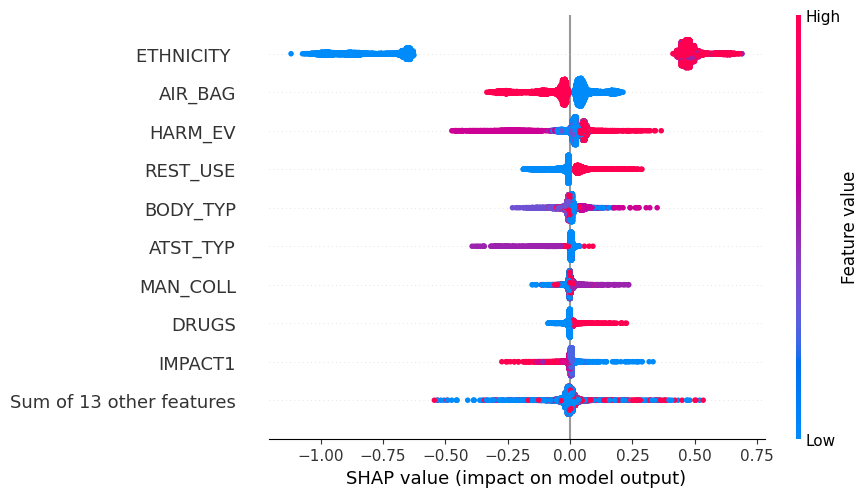 High
ETHNICITY
AIR_BAG
HARM_EV
REST_USE
BODY_TYP
ATST_TYP
MAN_COLL
DRUGS
IMPACT1
Sum of 13 other features
Feature value
Low
−1.00 −0.75 −0.50 −0.25 0.00 0.25 0.50 0.75
SHAP value (impact on model output)